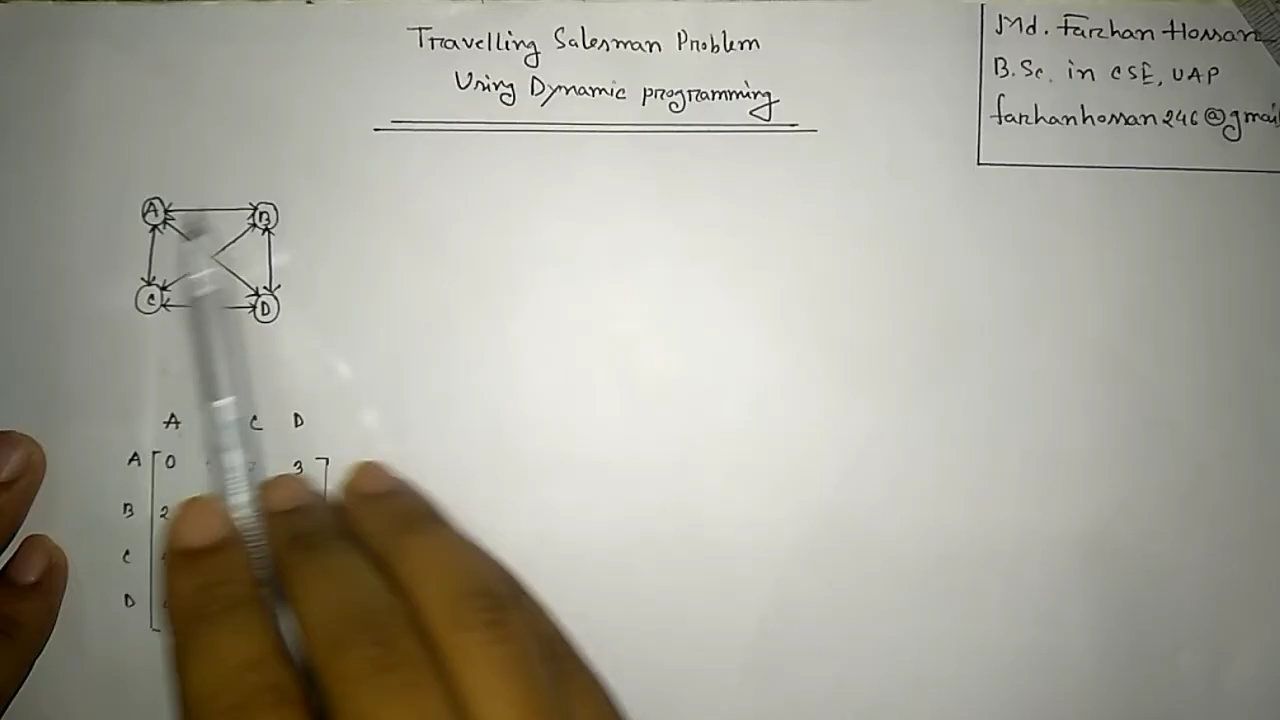 Travelling Salesman Problem
Using Dynamic programming
Md. Farhan Hossan
B.Sc. in CSE, UAP
farhanhossan246@gmai
A B
C D
A C D
A 0 3
B 2
C
D